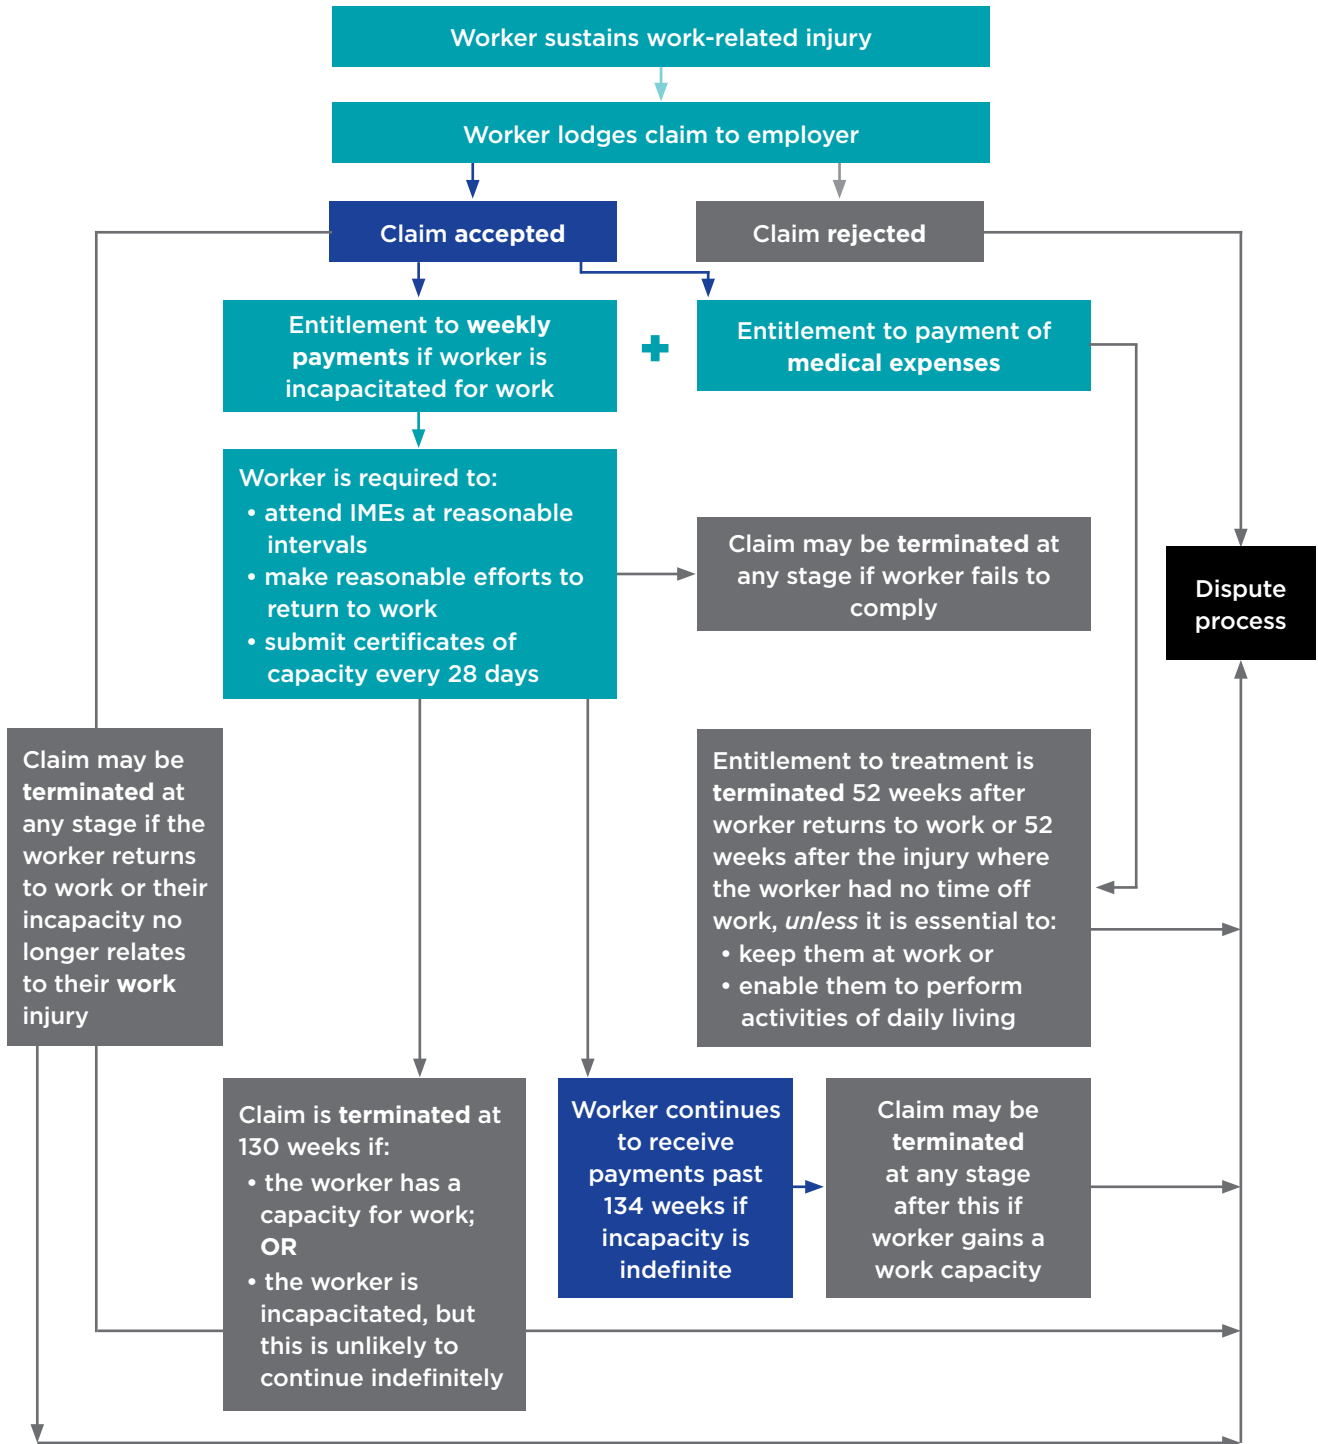 Worker sustains work-related injury
Worker lodges claim to employer
Claim accepted
Claim rejected
Entitlement to weekly
payments if worker is
incapacitated for work
Entitlement to payment of
medical expenses
Worker is required to:
• attend IMEs at reasonable
intervals
• make reasonable efforts to
return to work
• submit certificates of
capacity every 28 days
Claim may be terminated at
any stage if worker fails to
comply
Dispute
process
Claim may be
terminated at
any stage if the
worker returns
to work or their
incapacity no
longer relates
to their work
injury
Entitlement to treatment is
terminated 52 weeks after
worker returns to work or 52
weeks after the injury where
the worker had no time off
work, unless it is essential to:
• keep them at work or
• enable them to perform
activities of daily living
Claim is terminated at
130 weeks if:
• the worker has a
capacity for work;
OR
• the worker is
incapacitated, but
this is unlikely to
continue indefinitely
Worker continues
to receive
payments past
134 weeks if
incapacity is
indefinite
Claim may be
terminated
at any stage
after this if
worker gains a
work capacity